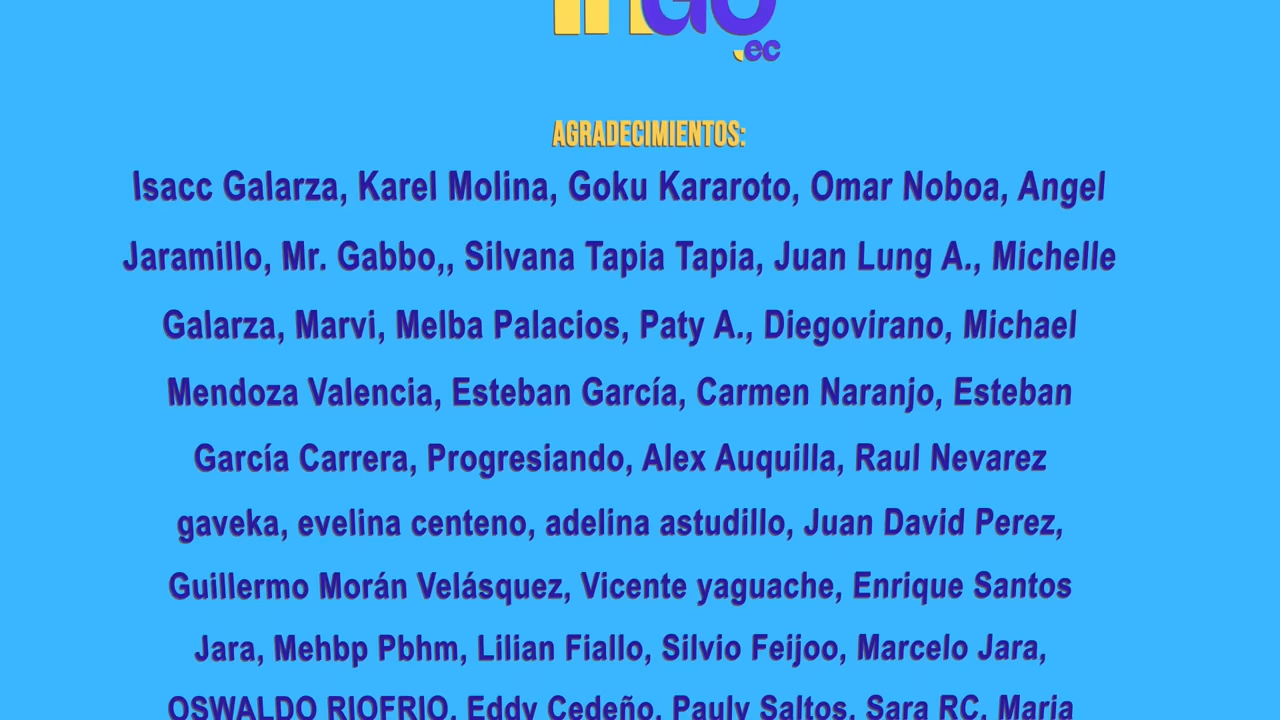 .ec
AGRADECIMIENTOS:
Isacc Galarza, Karel Molina, Goku Kararoto, Omar Noboa, Angel
Jaramillo, Mr. Gabbo,, Silvana Tapia Tapia, Juan Lung A., Michelle
Galarza, Marvi, Melba Palacios, Paty A., Diegovirano, Michael
Mendoza Valencia, Esteban García, Carmen Naranjo, Esteban
García Carrera, Progresiando, Alex Auquilla, Raul Nevarez
gaveka, evelina centeno, adelina astudillo, Juan David Perez,
Guillermo Morán Velásquez, Vicente yaguache, Enrique Santos
Jara, Mehbp Pbhm, Lilian Fiallo, Silvio Feijoo, Marcelo Jara,
OSWALDO RIOFRIO, Eddy Cedeño, Pauly Saltos, Sara RC, Maria